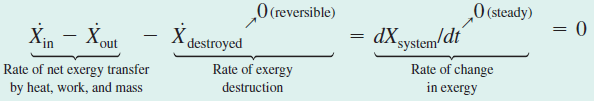 Ẋin − Ẋout − Ẋdestroyed 0 (reversible) = dXsystem/dt 0 (steady) = 0
Rate of net exergy transfer by heat, work, and mass
Rate of exergy destruction
Rate of change in exergy